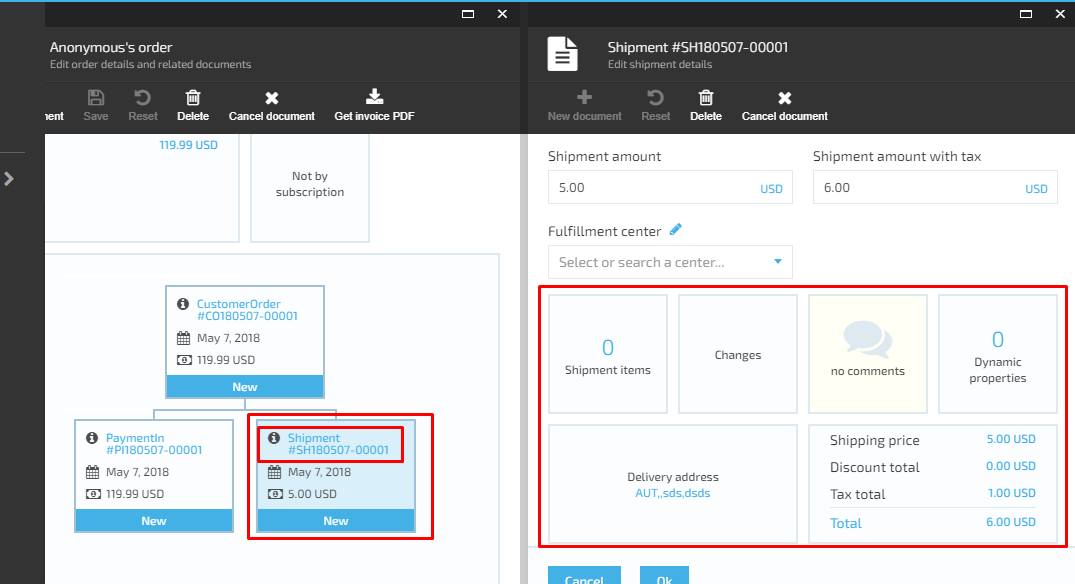 Anonymous's order
Edit order details and related documents
Save
Reset
Delete
Cancel document
Get invoice PDF
119.99 USD
Not by
subscription
CustomerOrder
#CO180507-00001
May 7, 2018
119.99 USD
New
PaymentIn
#PI180507-00001
May 7, 2018
119.99 USD
New
Shipment
#SH180507-00001
May 7, 2018
5.00 USD
New
Shipment #SH180507-00001
Edit shipment details
New document
Reset
Delete
Cancel document
Shipment amount
5.00 USD
Shipment amount with tax
6.00 USD
Fulfillment center
Select or search a center...
0
Shipment items
Changes
no comments
0
Dynamic
properties
Delivery address
AUT,,sds,dsds
Shipping price 5.00 USD
Discount total 0.00 USD
Tax total 1.00 USD
Total 6.00 USD
Cancel
Ok